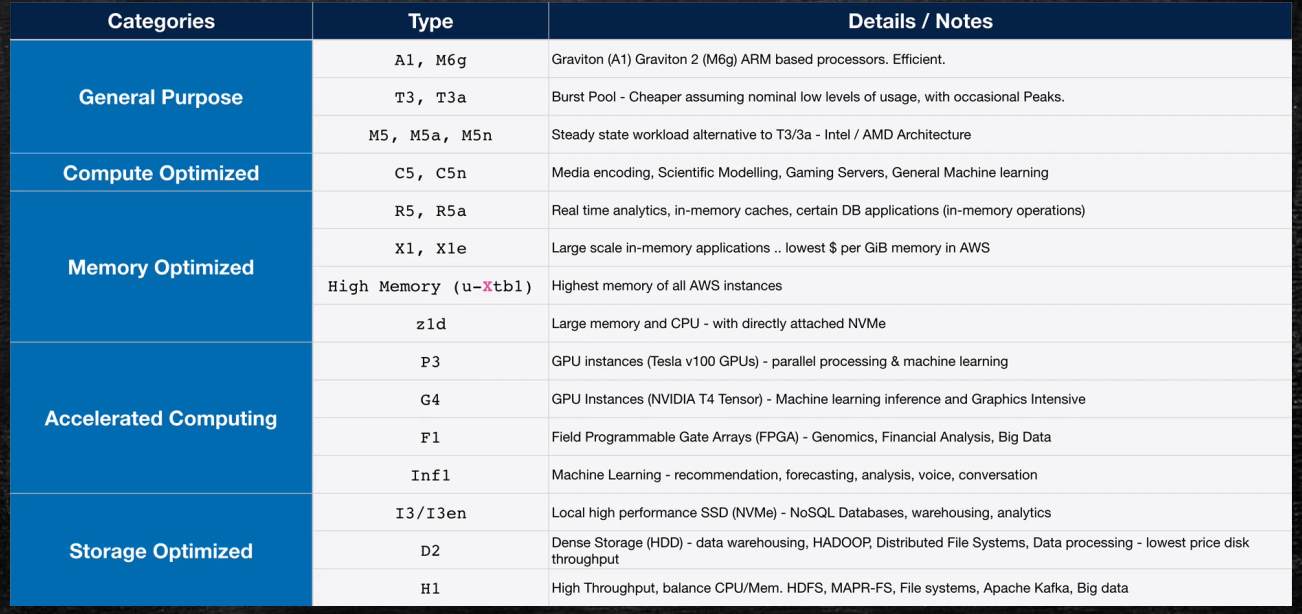 Categories Type Details / Notes
General Purpose
A1, M6g Graviton (A1) Graviton 2 (M6g) ARM based processors. Efficient.
T3, T3a Burst Pool - Cheaper assuming nominal low levels of usage, with occasional Peaks.
M5, M5a, M5n Steady state workload alternative to T3/3a - Intel / AMD Architecture
Compute Optimized
C5, C5n Media encoding, Scientific Modelling, Gaming Servers, General Machine learning
Memory Optimized
R5, R5a Real time analytics, in-memory caches, certain DB applications (in-memory operations)
X1, X1e Large scale in-memory applications .. lowest $ per GiB memory in AWS
High Memory (u-Xtb1) Highest memory of all AWS instances
z1d Large memory and CPU - with directly attached NVMe
Accelerated Computing
P3 GPU instances (Tesla v100 GPUs) - parallel processing & machine learning
G4 GPU Instances (NVIDIA T4 Tensor) - Machine learning inference and Graphics Intensive
F1 Field Programmable Gate Arrays (FPGA) - Genomics, Financial Analysis, Big Data
Inf1 Machine Learning - recommendation, forecasting, analysis, voice, conversation
Storage Optimized
I3/I3en Local high performance SSD (NVMe) - NoSQL Databases, warehousing, analytics
D2 Dense Storage (HDD) - data warehousing, HADOOP, Distributed File Systems, Data processing - lowest price disk
throughput
H1 High Throughput, balance CPU/Mem. HDFS, MAPR-FS, File systems, Apache Kafka, Big data